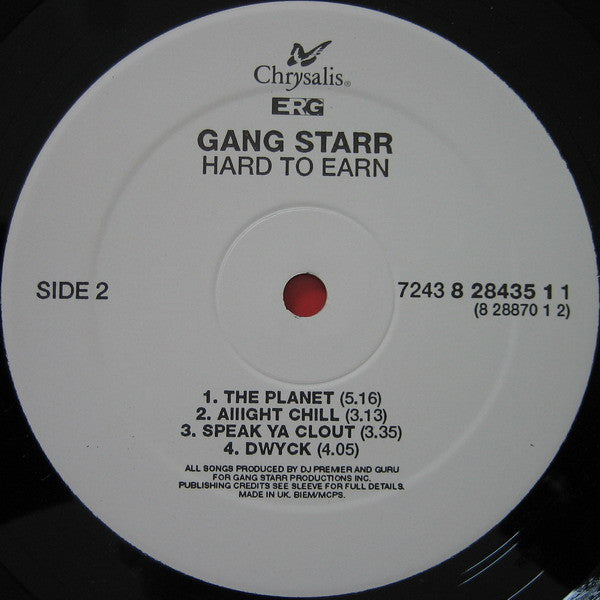 Chrysalis®
ERG
GANG STARR
HARD TO EARN
SIDE 2
7243 8 28435 1 1
(8 28870 1 2)
1. THE PLANET (5.16)
2. AIIIGHT CHILL (3.13)
3. SPEAK YA CLOUT (3.35)
4. DWYCK (4.05)
ALL SONGS PRODUCED BY DJ PREMIER AND GURU
FOR GANG STARR PRODUCTIONS INC.
PUBLISHING CREDITS SEE SLEEVE FOR FULL DETAILS.
MADE IN UK. BIEM/MCPS.